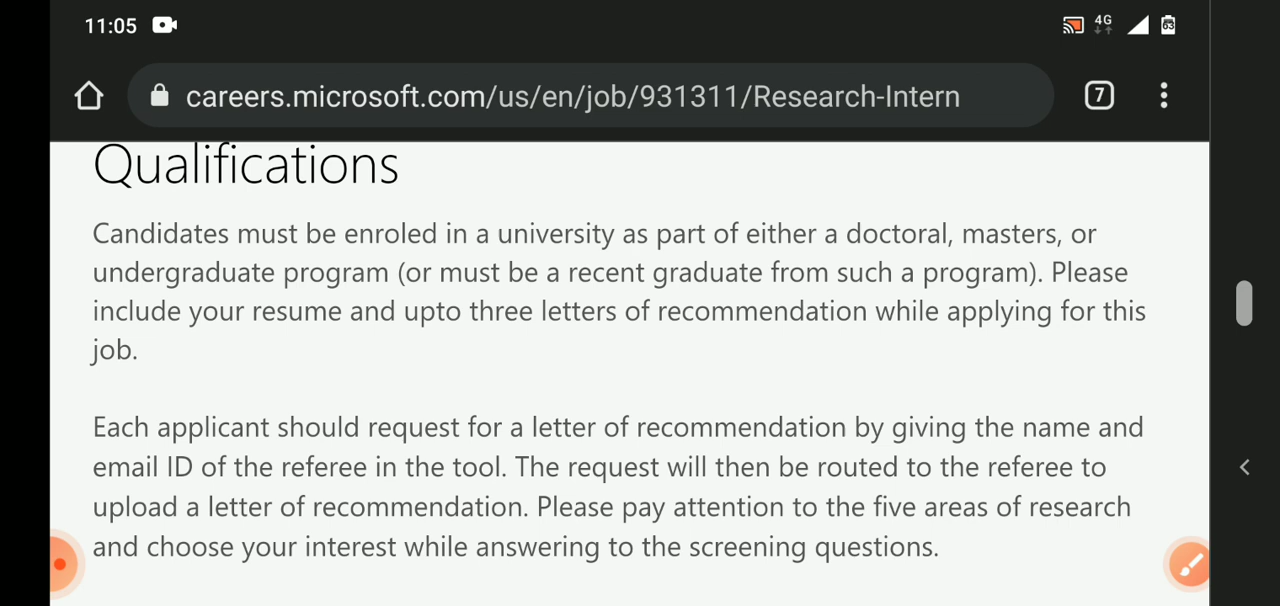 11:05
4G
63
careers.microsoft.com/us/en/job/931311/Research-Intern
7
Qualifications
Candidates must be enroled in a university as part of either a doctoral, masters, or
undergraduate program (or must be a recent graduate from such a program). Please
include your resume and upto three letters of recommendation while applying for this
job.
Each applicant should request for a letter of recommendation by giving the name and
email ID of the referee in the tool. The request will then be routed to the referee to
upload a letter of recommendation. Please pay attention to the five areas of research
and choose your interest while answering to the screening questions.